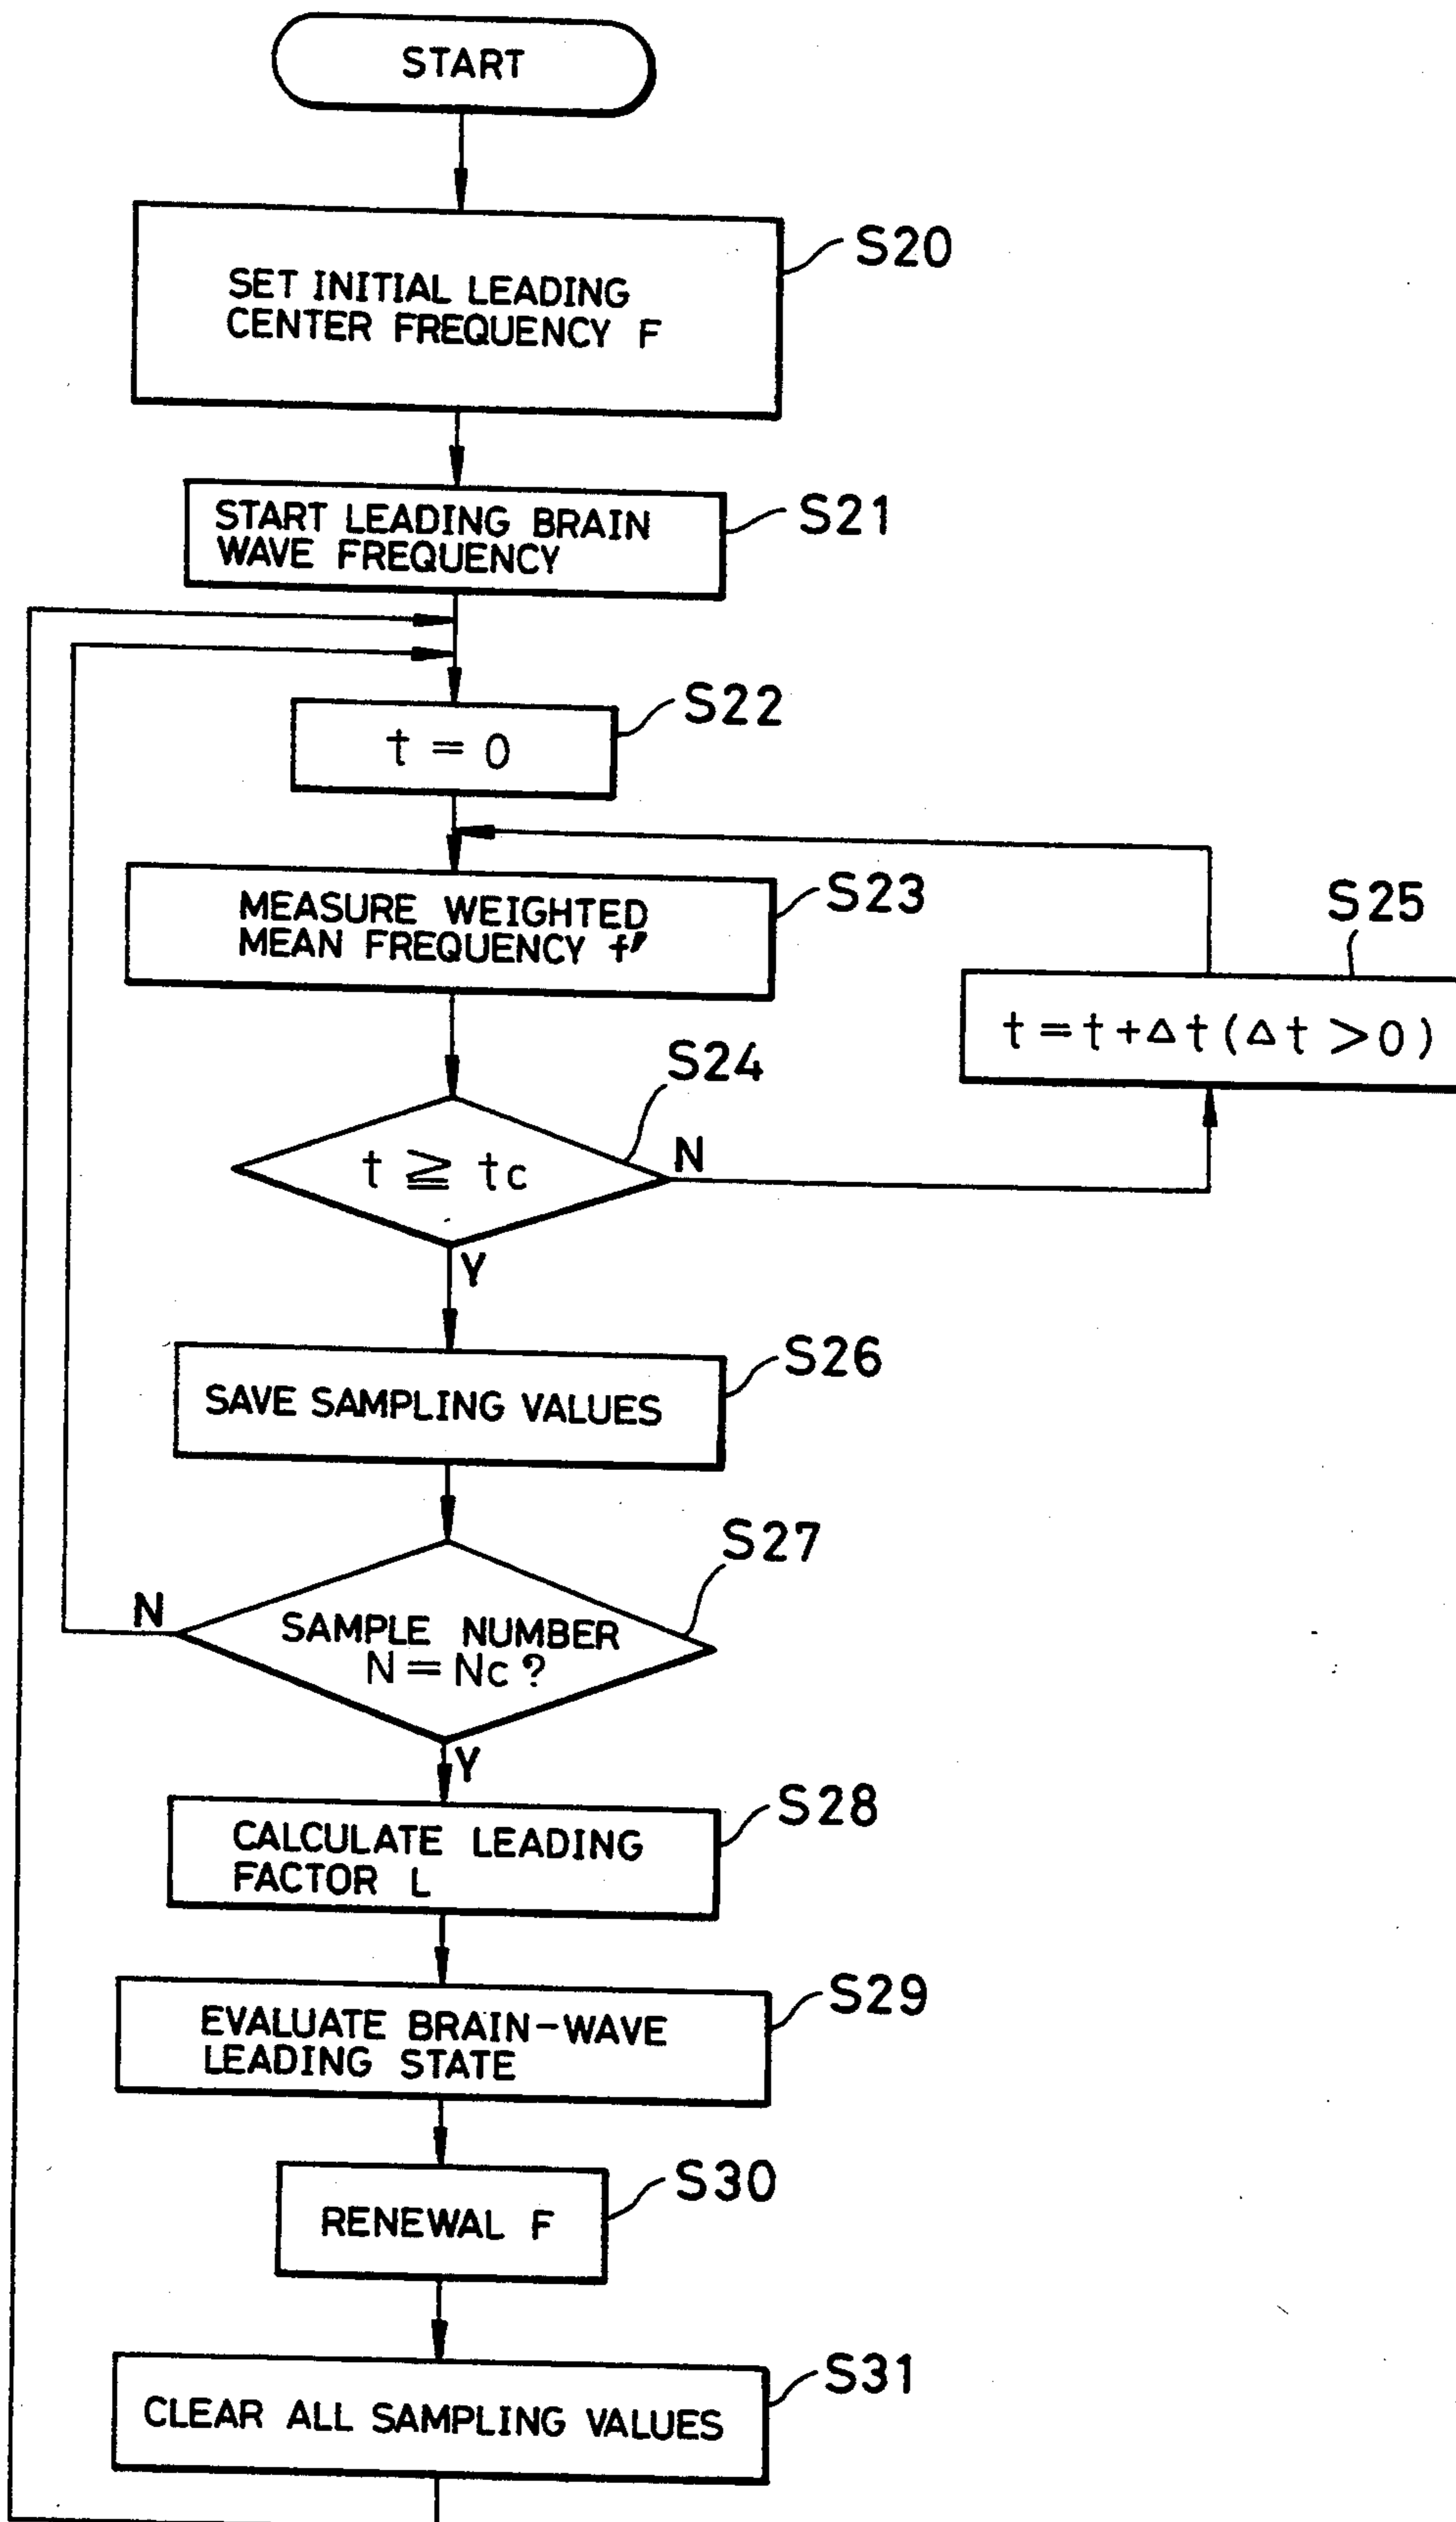 START
S20
SET INITIAL LEADING
CENTER FREQUENCY F
S21
START LEADING BRAIN
WAVE FREQUENCY
S22
t = 0
S23
MEASURE WEIGHTED
MEAN FREQUENCY f'
S25
t = t + Δt (Δt > 0)
S24
t ≧ tc
N
Y
S26
SAVE SAMPLING VALUES
S27
N
SAMPLE NUMBER
N = Nc ?
Y
S28
CALCULATE LEADING
FACTOR L
S29
EVALUATE BRAIN-WAVE
LEADING STATE
S30
RENEWAL F
S31
CLEAR ALL SAMPLING VALUES